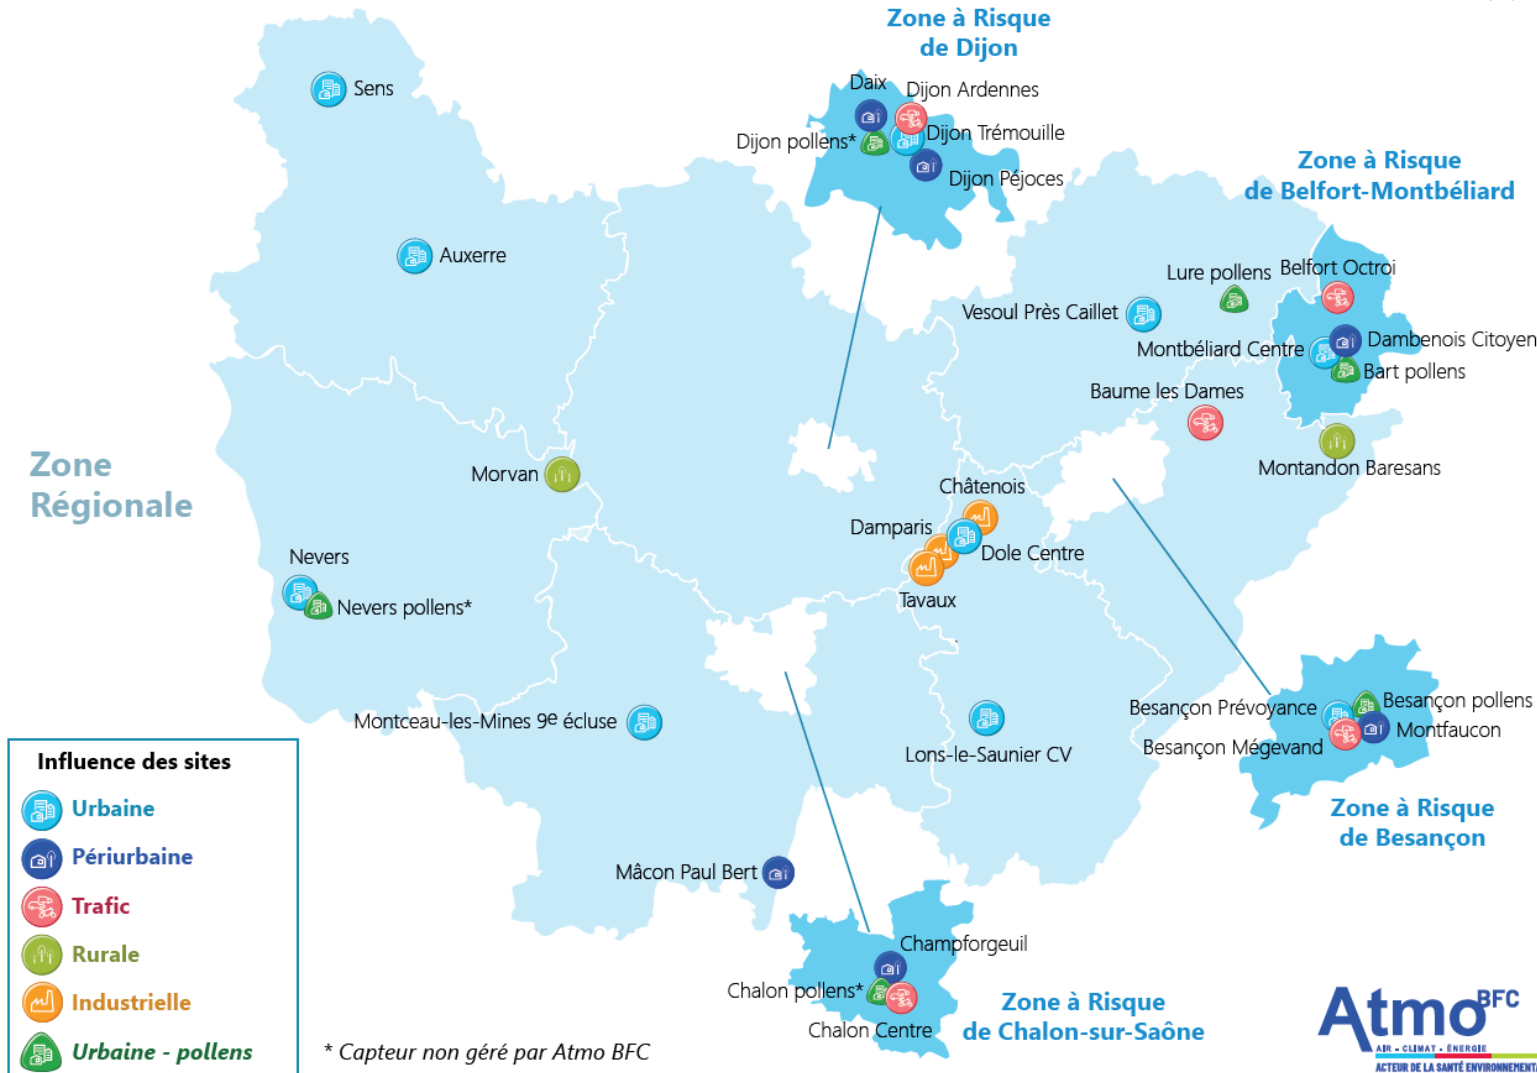 Zone à Risque
de Dijon
Sens
Daix
Dijon Ardennes
Dijon pollens*
Dijon Trémouille
Dijon Péjoces
Zone à Risque
de Belfort-Montbéliard
Auxerre
Lure pollens
Belfort Octroi
Vesoul Près Caillet
Montbéliard Centre
Dambenois Citoyen
Bart pollens
Baume les Dames
Montandon Baresans
Zone
Régionale
Morvan
Châtenois
Damparis
Dole Centre
Tavaux
Nevers
Nevers pollens*
Montceau-les-Mines 9e écluse
Lons-le-Saunier CV
Besançon Prévoyance
Besançon pollens
Montfaucon
Besançon Mégevand
Zone à Risque
de Besançon
Mâcon Paul Bert
Champforgeuil
Chalon pollens*
Chalon Centre
Zone à Risque
de Chalon-sur-Saône
Influence des sites
Urbaine
Périurbaine
Trafic
Rurale
Industrielle
Urbaine - pollens
* Capteur non géré par Atmo BFC
Atmo BFC
AIR - CLIMAT - ÉNERGIE
ACTEUR DE LA SANTÉ ENVIRONNEMENT